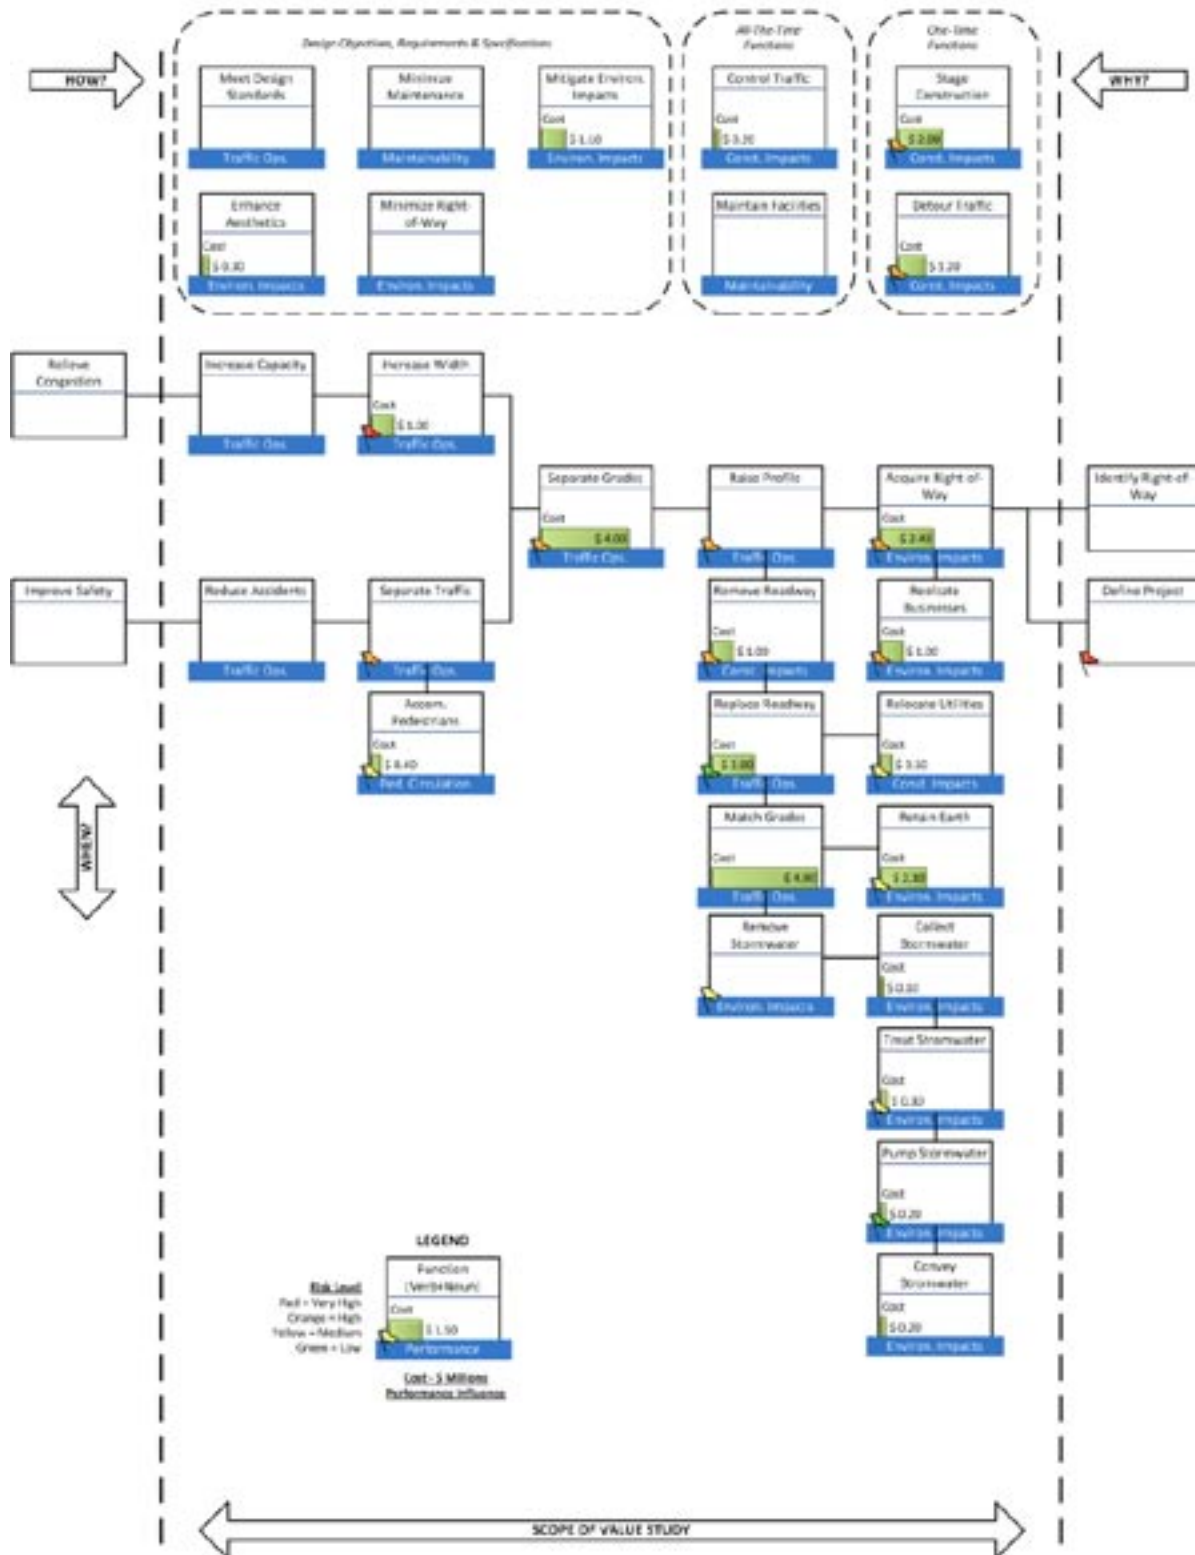 Design Objectives, Requirements & Specifications
All-The-Time
Functions
One-Time
Functions
HOW?
WHY?
Meet Design
Standards
Traffic Ops.
Minimize
Maintenance
Maintainability
Mitigate Environ.
Impacts
Cost
Environ. Impacts
Control Traffic
Cost
Const. Impacts
Stage
Construction
Cost
Const. Impacts
Enhance
Aesthetics
Cost
Environ. Impacts
Minimize Right-
of-Way
Environ. Impacts
Maintain Facilities
Maintainability
Detour Traffic
Cost
Const. Impacts
Relieve
Congestion
Increase Capacity
Traffic Ops.
Increase Width
Cost
Traffic Ops.
Separate Grades
Cost
$ 4.00
Traffic Ops.
Raise Profile
Traffic Ops.
Acquire Right-of-
Way
Cost
$ 2.40
Environ. Impacts
Identify Right-of-
Way
Improve Safety
Reduce Accidents
Traffic Ops.
Separate Traffic
Traffic Ops.
Remove Roadway
Cost
$ 1.00
Const. Impacts
Businesses
Cost
Environ. Impacts
Define Project
Accom.
Pedestrians
Cost
$ 0.40
Ped. Circulation
Replace Roadway
Cost
Traffic Ops.
Relocate Utilities
Cost
Const. Impacts
WHEN?
Match Grades
Cost
Traffic Ops.
Retain Earth
Cost
Environ. Impacts
Remove
Stormwater
Environ. Impacts
Collect
Stormwater
Cost
Environ. Impacts
Treat Stromwater
Cost
Environ. Impacts
Pump Stormwater
Cost
$ 0.20
Environ. Impacts
Convey
Stromwater
Cost
$ 0.20
Environ. Impacts
LEGEND
Risk Level
Red = Very High
Orange = High
Yellow = Medium
Green = Low
Function
(Verb+Noun)
Cost
$ 1.50
Performance
Cost - $ Millions
Performance Influence
SCOPE OF VALUE STUDY